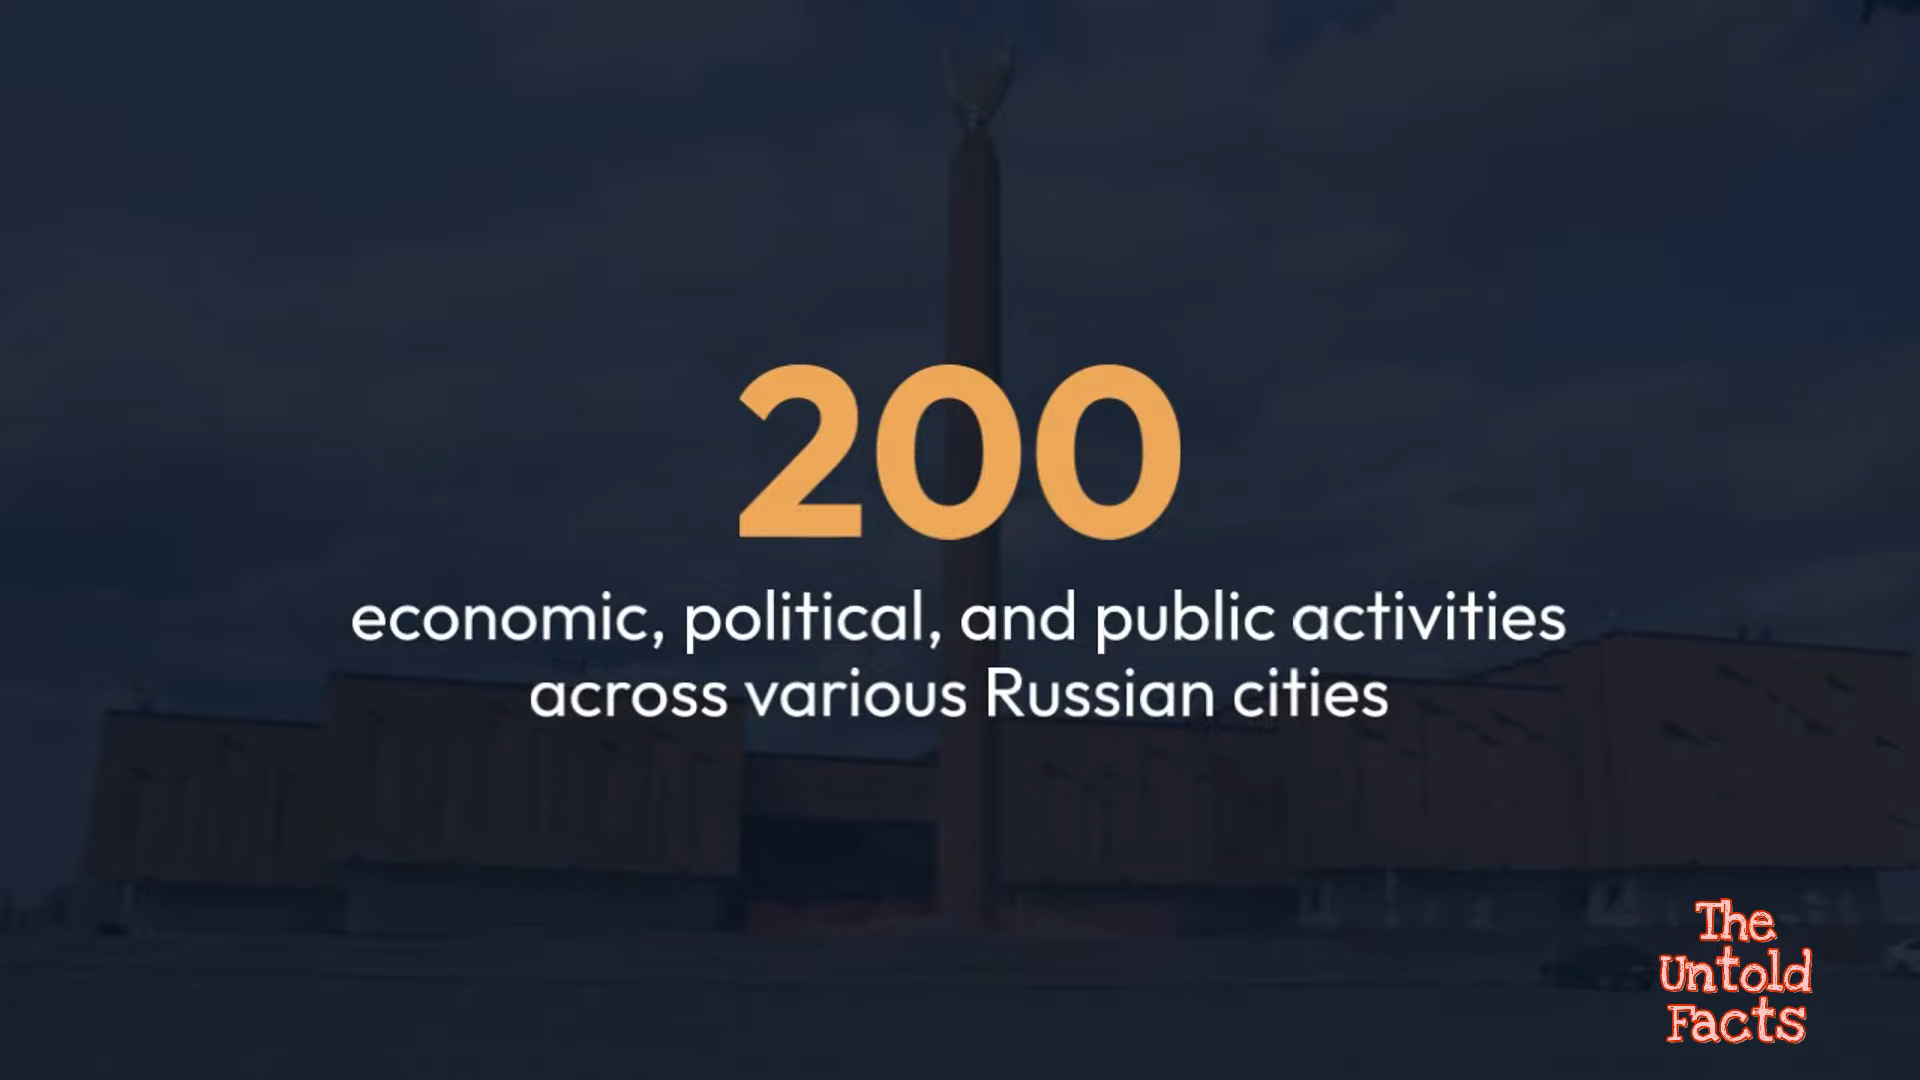 200
economic, political, and public activities
across various Russian cities
The
Untold
Facts